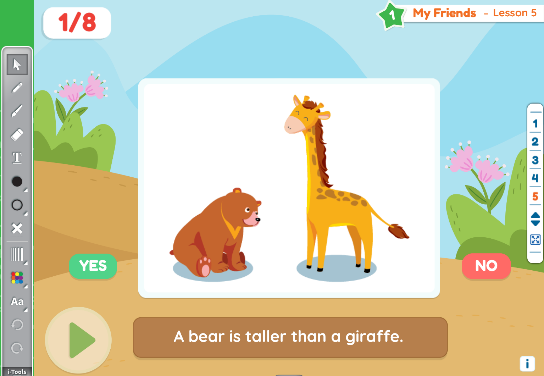 1/8
1 My Friends - Lesson 5
T
Aa
i-Tools
1
2
3
4
5
YES
NO
A bear is taller than a giraffe.
i